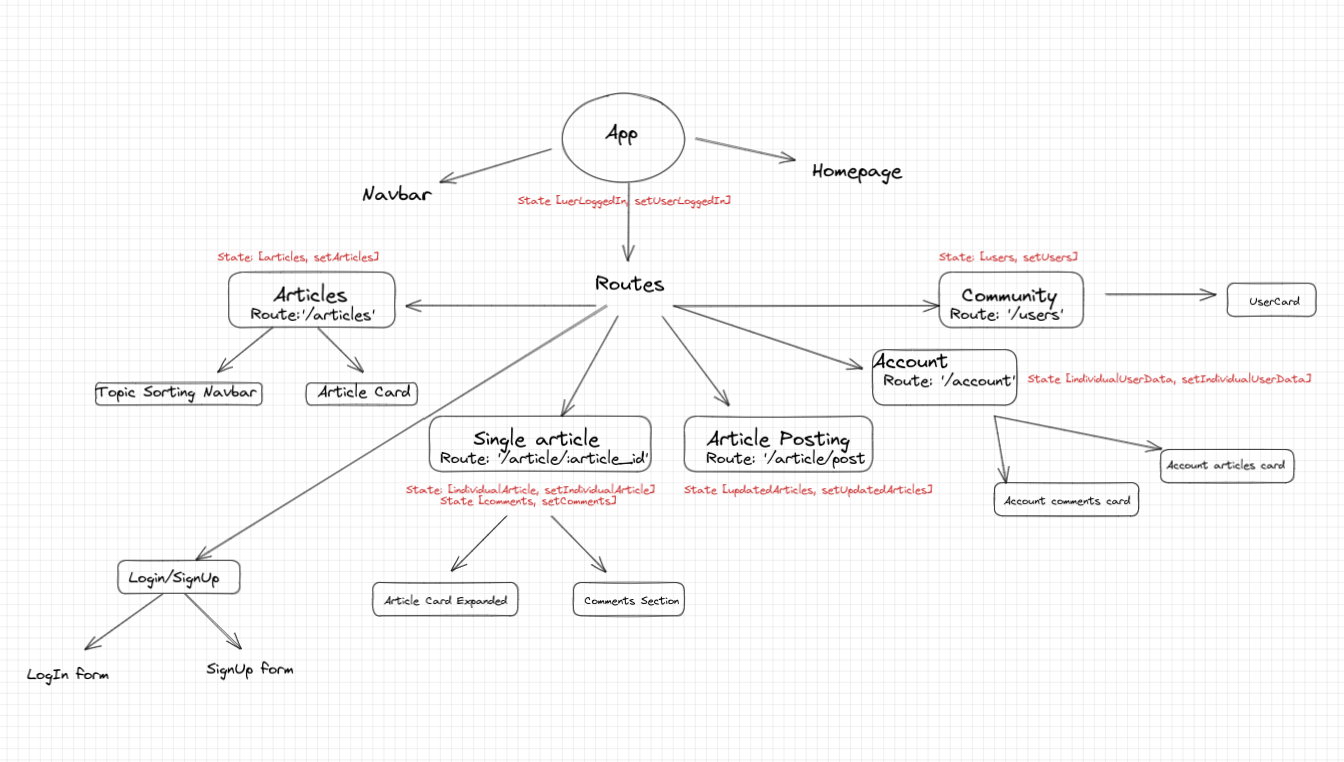 App
Homepage
Navbar
State [uerLoggedIn, setUserLoggedIn]
State: [articles, setArticles]
State: [users, setUsers]
Routes
Articles
Route:'/articles'
Community
Route: '/users'
UserCard
Account
Route: '/account'
State [individualUserData, setIndividualUserData]
Topic Sorting Navbar
Article Card
Single article
Route: '/article/:article_id'
Article Posting
Route: '/article/post
Account articles card
State: [individualArticle, setIndividualArticle]
State [comments, setComments]
State [updatedArticles, setUpdatedArticles]
Account comments card
Login/SignUp
Article Card Expanded
Comments Section
LogIn form
SignUp form